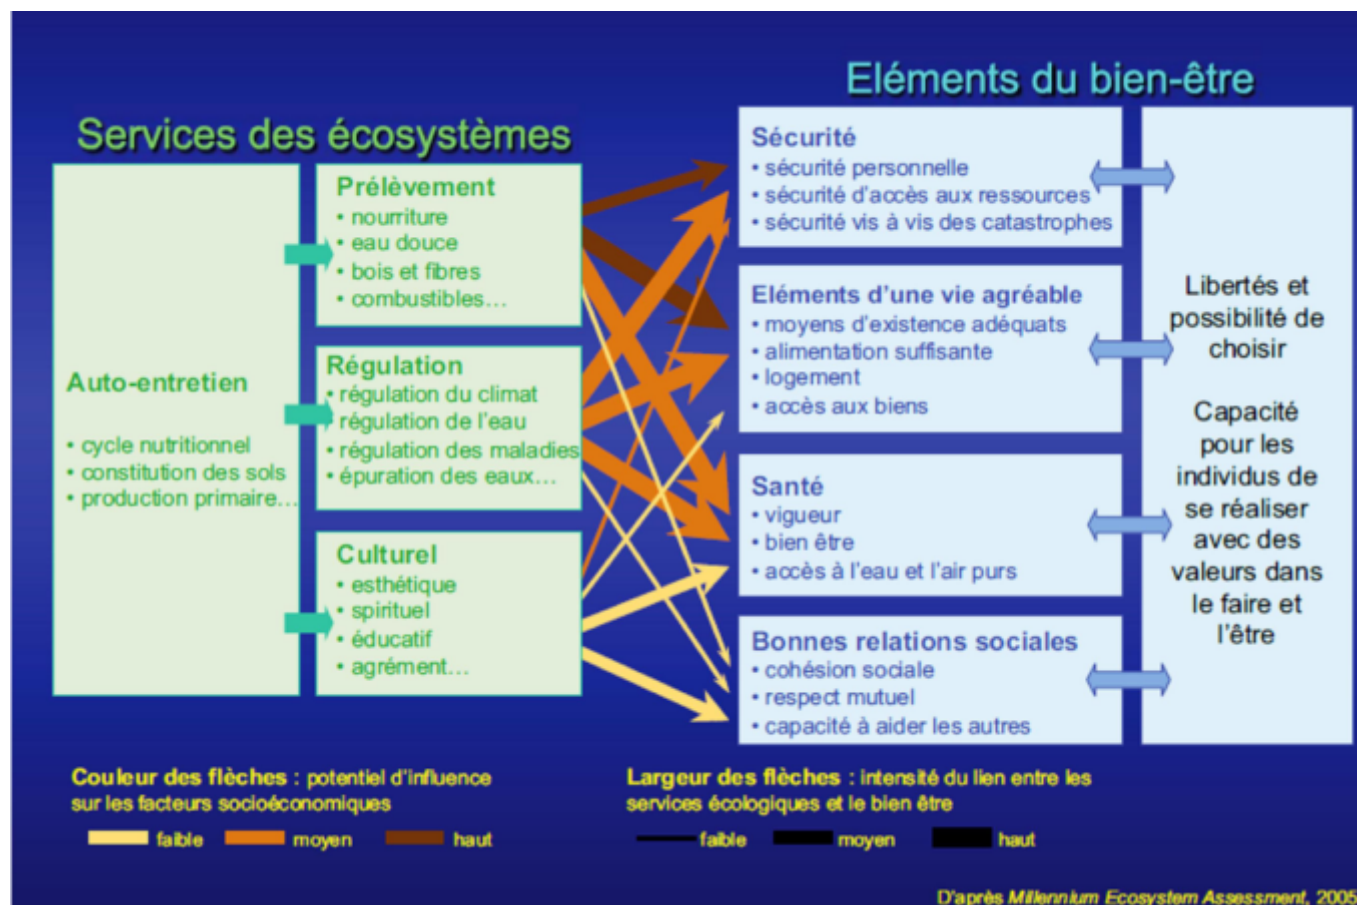 Eléments du bien-être
Services des écosystèmes
Auto-entretien
• cycle nutritionnel
• constitution des sols
• production primaire…
Prélèvement
• nourriture
• eau douce
• bois et fibres
• combustibles…
Régulation
• régulation du climat
• régulation de l'eau
• régulation des maladies
• épuration des eaux…
Culturel
• esthétique
• spirituel
• éducatif
• agrément…
Sécurité
• sécurité personnelle
• sécurité d'accès aux ressources
• sécurité vis à vis des catastrophes
Eléments d'une vie agréable
• moyens d'existence adéquats
• alimentation suffisante
• logement
• accès aux biens
Santé
• vigueur
• bien être
• accès à l'eau et l'air purs
Bonnes relations sociales
• cohésion sociale
• respect mutuel
• capacité à aider les autres
Libertés et
possibilité de
choisir
Capacité
pour les
individus de
se réaliser
avec des
valeurs dans
le faire et
l'être
Couleur des flèches : potentiel d'influence
sur les facteurs socioéconomiques
faible moyen haut
Largeur des flèches : intensité du lien entre les
services écologiques et le bien être
faible moyen haut
D'après Millennium Ecosystem Assessment, 2005